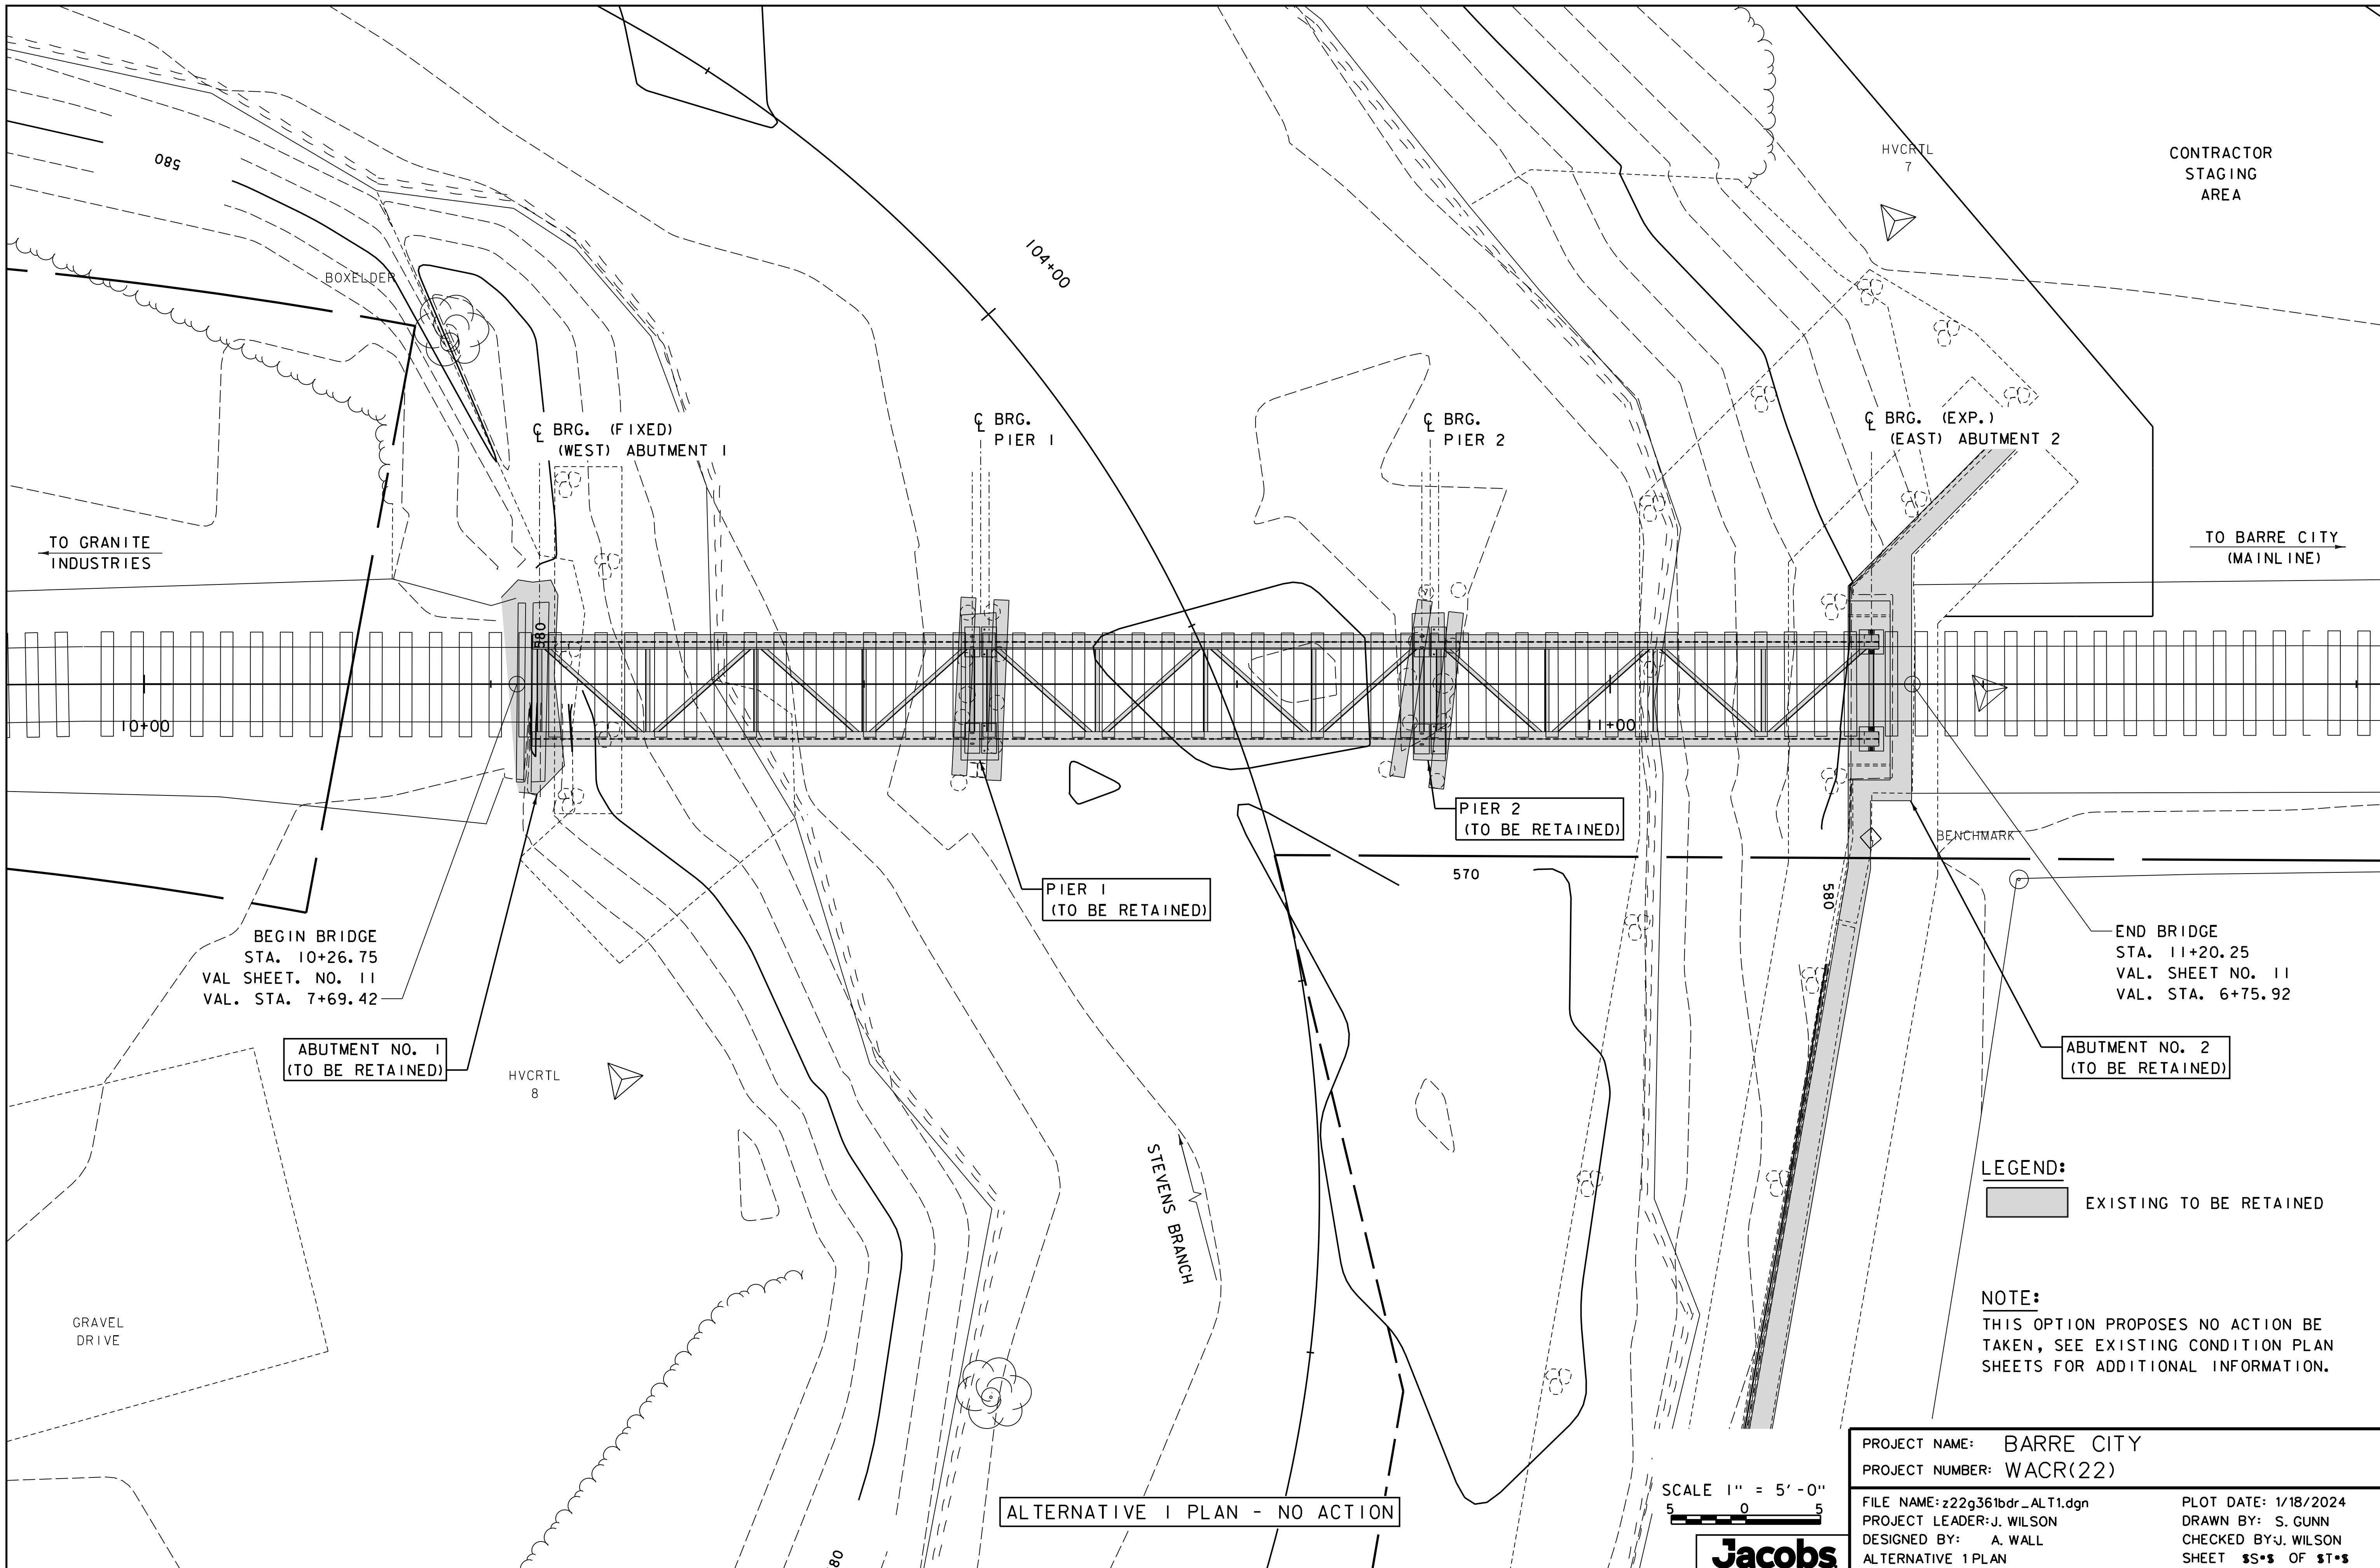 580
BOXELDER
104+00
HVCRTL
7
CONTRACTOR
STAGING
AREA
℄ BRG. (FIXED)
(WEST) ABUTMENT 1
℄ BRG.
PIER 1
℄ BRG.
PIER 2
℄ BRG. (EXP.)
(EAST) ABUTMENT 2
TO GRANITE
INDUSTRIES
TO BARRE CITY
(MAINLINE)
580
10+00
11+00
PIER 2
(TO BE RETAINED)
BENCHMARK
570
580
PIER 1
(TO BE RETAINED)
BEGIN BRIDGE
STA. 10+26.75
VAL SHEET. NO. 11
VAL. STA. 7+69.42
END BRIDGE
STA. 11+20.25
VAL. SHEET NO. 11
VAL. STA. 6+75.92
ABUTMENT NO. 1
(TO BE RETAINED)
HVCRTL
8
ABUTMENT NO. 2
(TO BE RETAINED)
STEVENS BRANCH
LEGEND:
EXISTING TO BE RETAINED
GRAVEL
DRIVE
NOTE:
THIS OPTION PROPOSES NO ACTION BE
TAKEN, SEE EXISTING CONDITION PLAN
SHEETS FOR ADDITIONAL INFORMATION.
ALTERNATIVE 1 PLAN - NO ACTION
80
SCALE 1" = 5'-0"
5 0 5
Jacobs
PROJECT NAME: BARRE CITY
PROJECT NUMBER: WACR(22)
FILE NAME: z22g361bdr_ALT1.dgn
PLOT DATE: 1/18/2024
PROJECT LEADER: J. WILSON
DRAWN BY: S. GUNN
DESIGNED BY: A. WALL
CHECKED BY: J. WILSON
ALTERNATIVE 1 PLAN
SHEET $S*$ OF $T*$